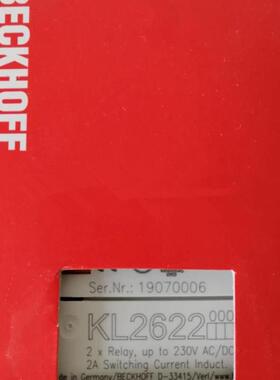 BECKHOFF
Ser.Nr.: 19070006
KL2622 000
2 x Relay, up to 230V AC/DC
2A Switching Current Induct.
in Germany/BECKHOFF D-33415/Verl/www.